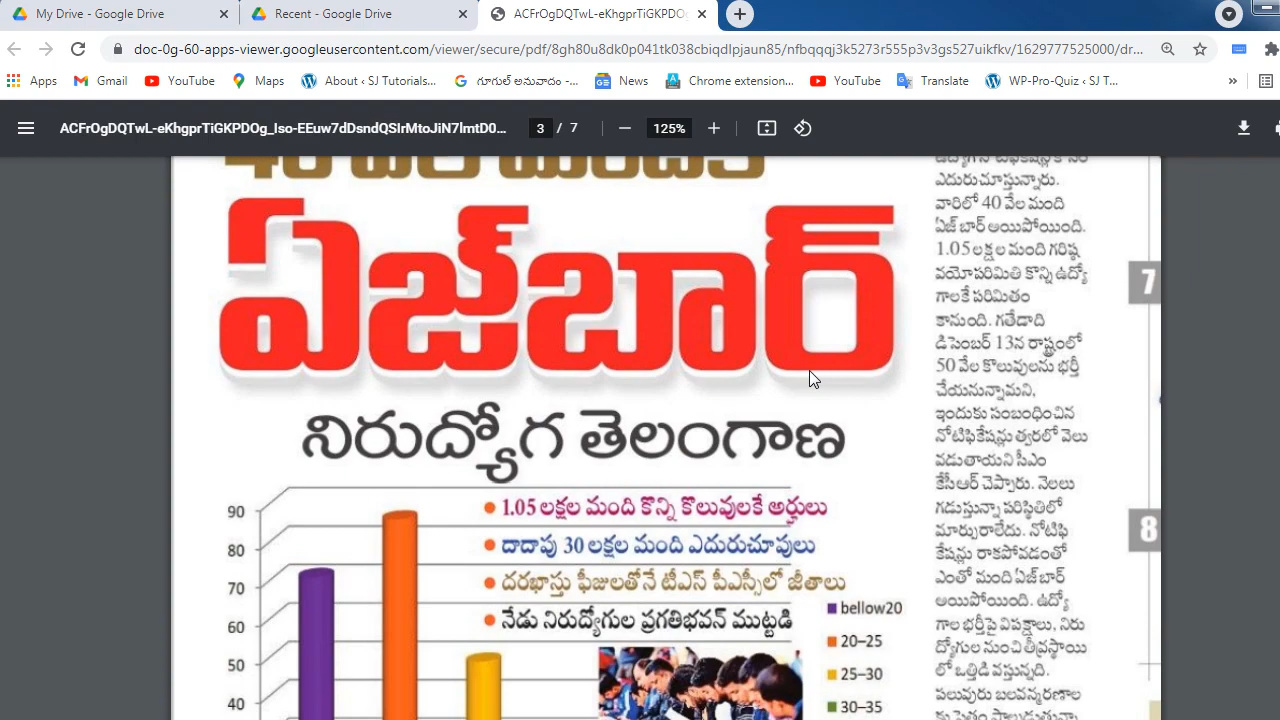 My Drive - Google Drive
Recent - Google Drive
ACFrOgDQTwL-eKhgprTiGKPDO
doc-0g-60-apps-viewer.googleusercontent.com/viewer/secure/pdf/8gh80u8dk0p041tk038cbiqulpjaun85/nfbqqqj3k5273r555p3v3gs527uikfkv/1629777525000/dr...
Apps
Gmail
YouTube
Maps
About ‹ SJ Tutorials...
గూగుల్ అనువాదం -...
News
Chrome extension...
YouTube
Translate
WP-Pro-Quiz ‹ SJ T...
»
ACFrOgDQTwL-eKhgprTiGKPDOg_Iso-EEuw7dDsndQSIrMtoJiN7lmtD0...
3 / 7
125%
ఏజ్‌బార్
నిరుద్యోగ తెలంగాణ
90
80
70
60
50
40
1.05 లక్షల మంది కొన్ని కొలువులకే అర్హులు
దాదాపు 30 లక్షల మంది ఎదురుచూపులు
దరఖాస్తు ఫీజులతోనే టీఎస్ పీఎస్సీలో జీతాలు
నేడు నిరుద్యోగుల ప్రగతిభవన్ ముట్టడి
bellow20
20–25
25–30
30–35
ఎదురుచూస్తున్నారు.
వారిలో 40 వేల మంది
ఏజ్ బార్ అయిపోయింది.
1.05 లక్షల మంది గరిష్ఠ
వయోపరిమితి కొన్ని ఉద్యో
గాలకే పరిమితం
కానుంది. గతేడాది
డిసెంబర్ 13న రాష్ట్రంలో
50 వేల కొలువులను భర్తీ
చేయనున్నామని,
ఇందుకు సంబంధించిన
నోటిఫికేషన్లు త్వరలో వెలు
వడుతాయని సీఎం
కేసీఆర్ చెప్పారు. నెలలు
గడుస్తున్నా పరిస్థితిలో
మార్పురాలేదు. నోటిఫి
కేషన్లు రాకపోవడంతో
ఎంతో మంది ఏజ్ బార్
అయిపోయింది. ఉద్యో
గాల భర్తీపై విపక్షాలు, నిరు
ద్యోగుల నుంచి తీవ్రస్థాయి
లో ఒత్తిడి వస్తున్నది.
పలువురు బలవన్మరణాల
7
8